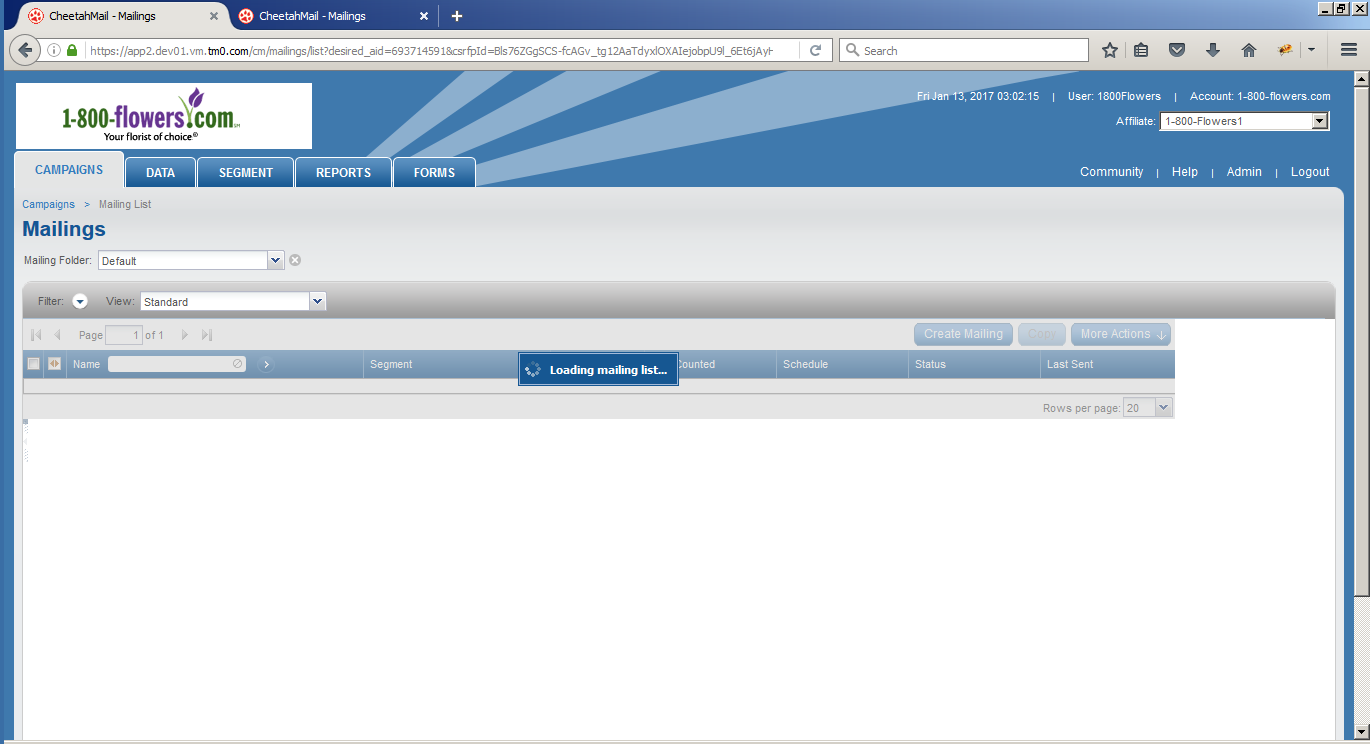 CheetahMail - Mailings
CheetahMail - Mailings
https://app2.dev01.vm.tm0.com/cm/mailings/list?desired_aid=693714591&csrfpId=Bls76ZGgSCS-fcAGv_tg12AaTdyxlOXAIejobpU9l_6Et6jAyH
Search
1-800-flowers.com
Your florist of choice®
Fri Jan 13, 2017 03:02:15 | User: 1800Flowers | Account: 1-800-flowers.com
Affiliate: 1-800-Flowers1
CAMPAIGNS DATA SEGMENT REPORTS FORMS
Community | Help | Admin | Logout
Campaigns > Mailing List
Mailings
Mailing Folder: Default
Filter: View: Standard
Page 1 of 1 Create Mailing Copy More Actions
Name Segment Counted Schedule Status Last Sent
Loading mailing list...
Rows per page: 20